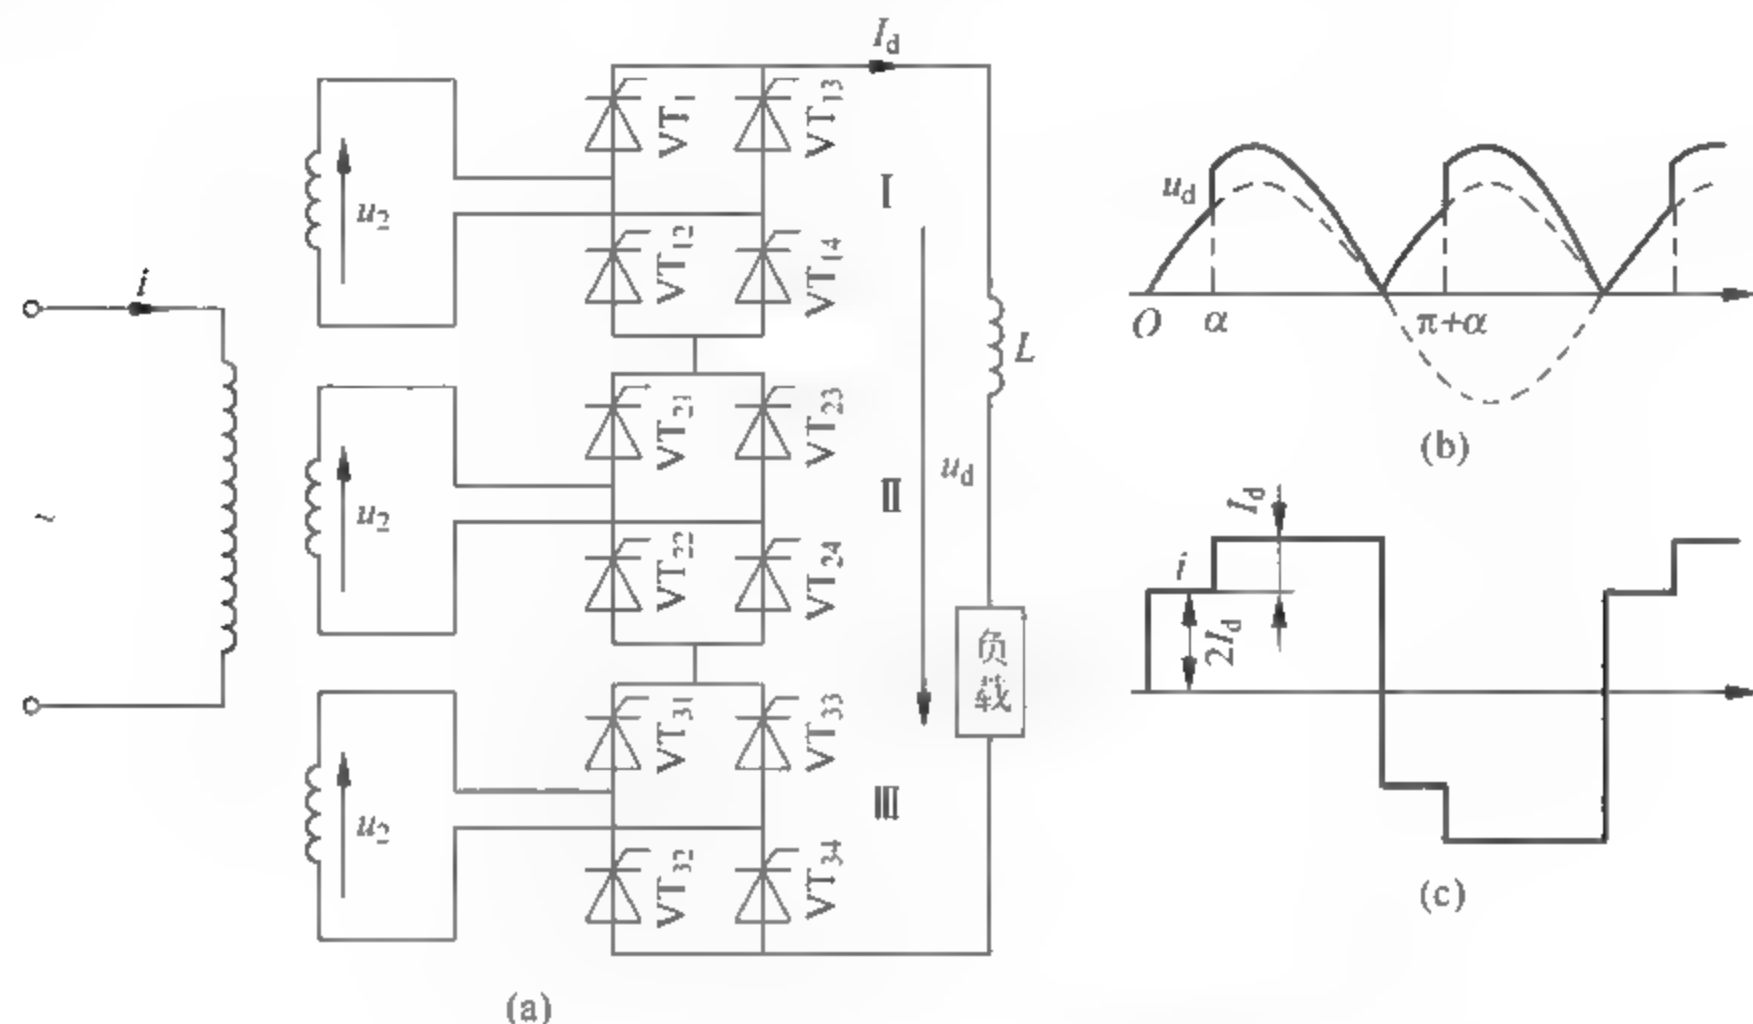 I_d
VT_1
VT_13
I
u_2
VT_12
VT_14
i
L
VT_21
VT_23
u_2
II
u_d
~
VT_22
VT_24
负
载
VT_31
VT_33
u_2
III
VT_32
VT_34
(a)
u_d
O
α
π+α
(b)
I_d
i
2I_d
(c)